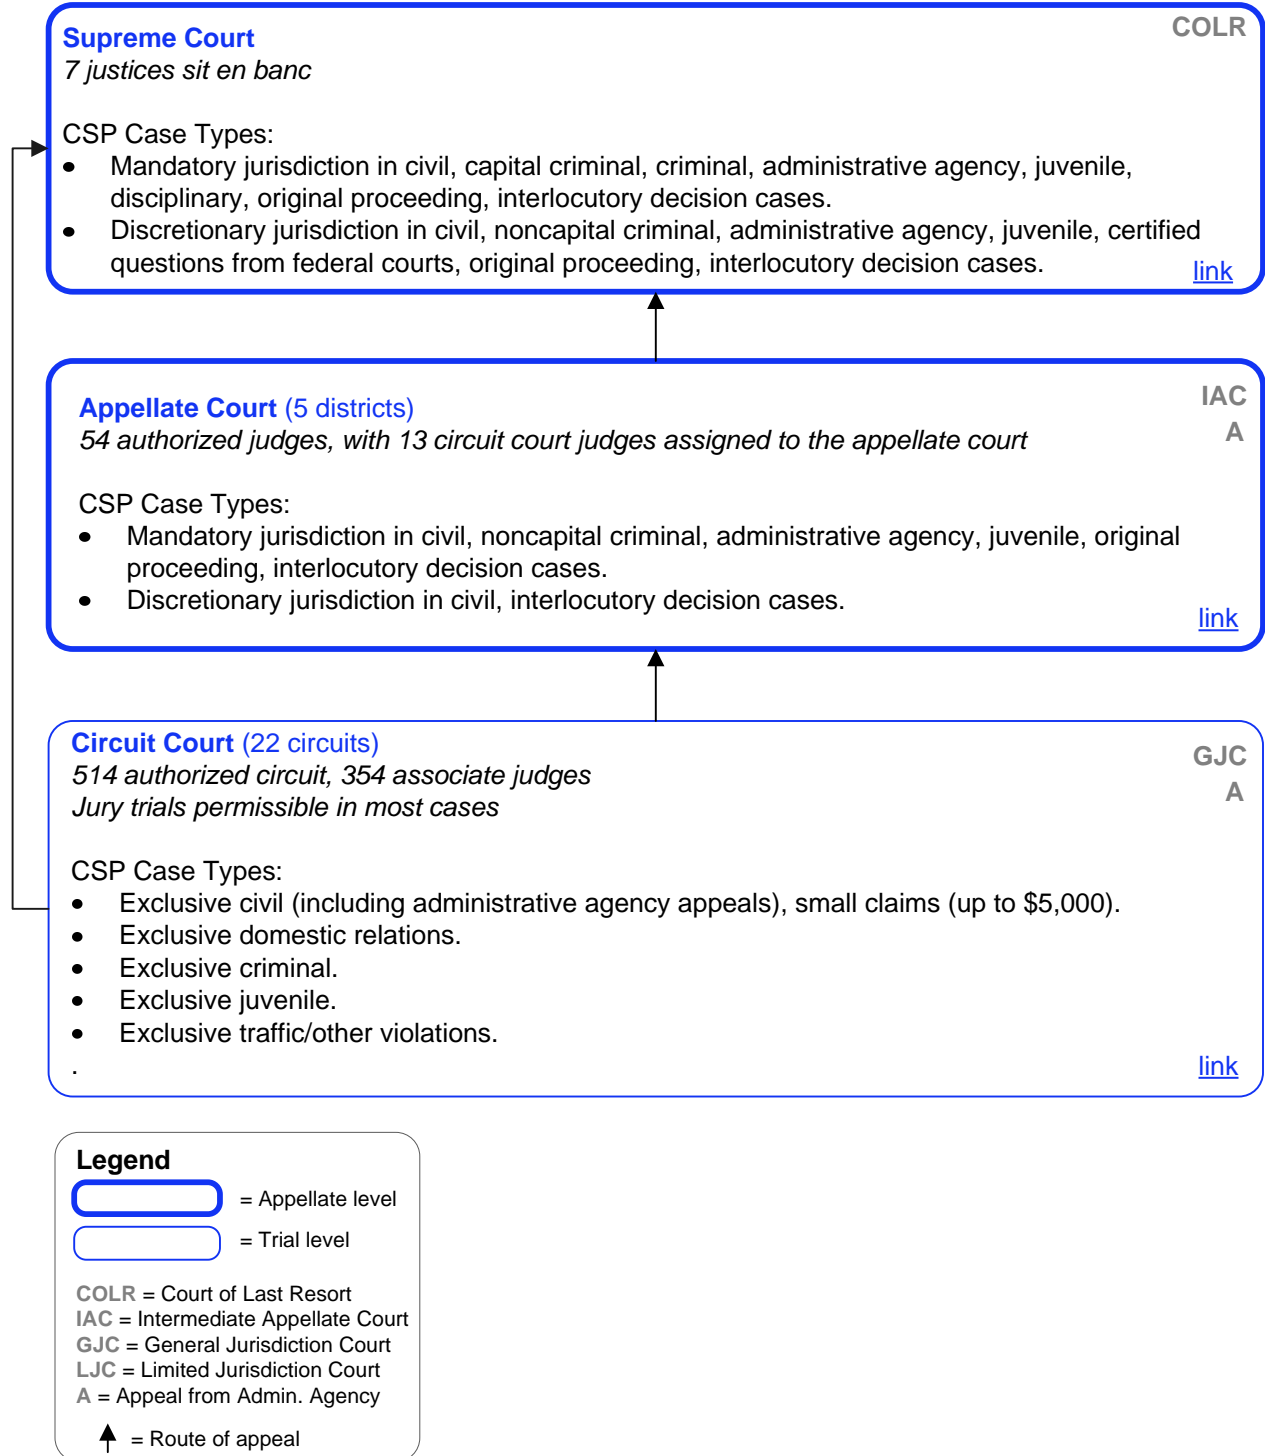 Supreme Court
COLR
7 justices sit en banc
CSP Case Types:
• Mandatory jurisdiction in civil, capital criminal, criminal, administrative agency, juvenile,
disciplinary, original proceeding, interlocutory decision cases.
• Discretionary jurisdiction in civil, noncapital criminal, administrative agency, juvenile, certified
questions from federal courts, original proceeding, interlocutory decision cases.
link
Appellate Court (5 districts)
IAC
54 authorized judges, with 13 circuit court judges assigned to the appellate court
A
CSP Case Types:
• Mandatory jurisdiction in civil, noncapital criminal, administrative agency, juvenile, original
proceeding, interlocutory decision cases.
• Discretionary jurisdiction in civil, interlocutory decision cases.
link
Circuit Court (22 circuits)
GJC
514 authorized circuit, 354 associate judges
A
Jury trials permissible in most cases
CSP Case Types:
• Exclusive civil (including administrative agency appeals), small claims (up to $5,000).
• Exclusive domestic relations.
• Exclusive criminal.
• Exclusive juvenile.
• Exclusive traffic/other violations.
.
link
Legend
= Appellate level
= Trial level
COLR = Court of Last Resort
IAC = Intermediate Appellate Court
GJC = General Jurisdiction Court
LJC = Limited Jurisdiction Court
A = Appeal from Admin. Agency
= Route of appeal